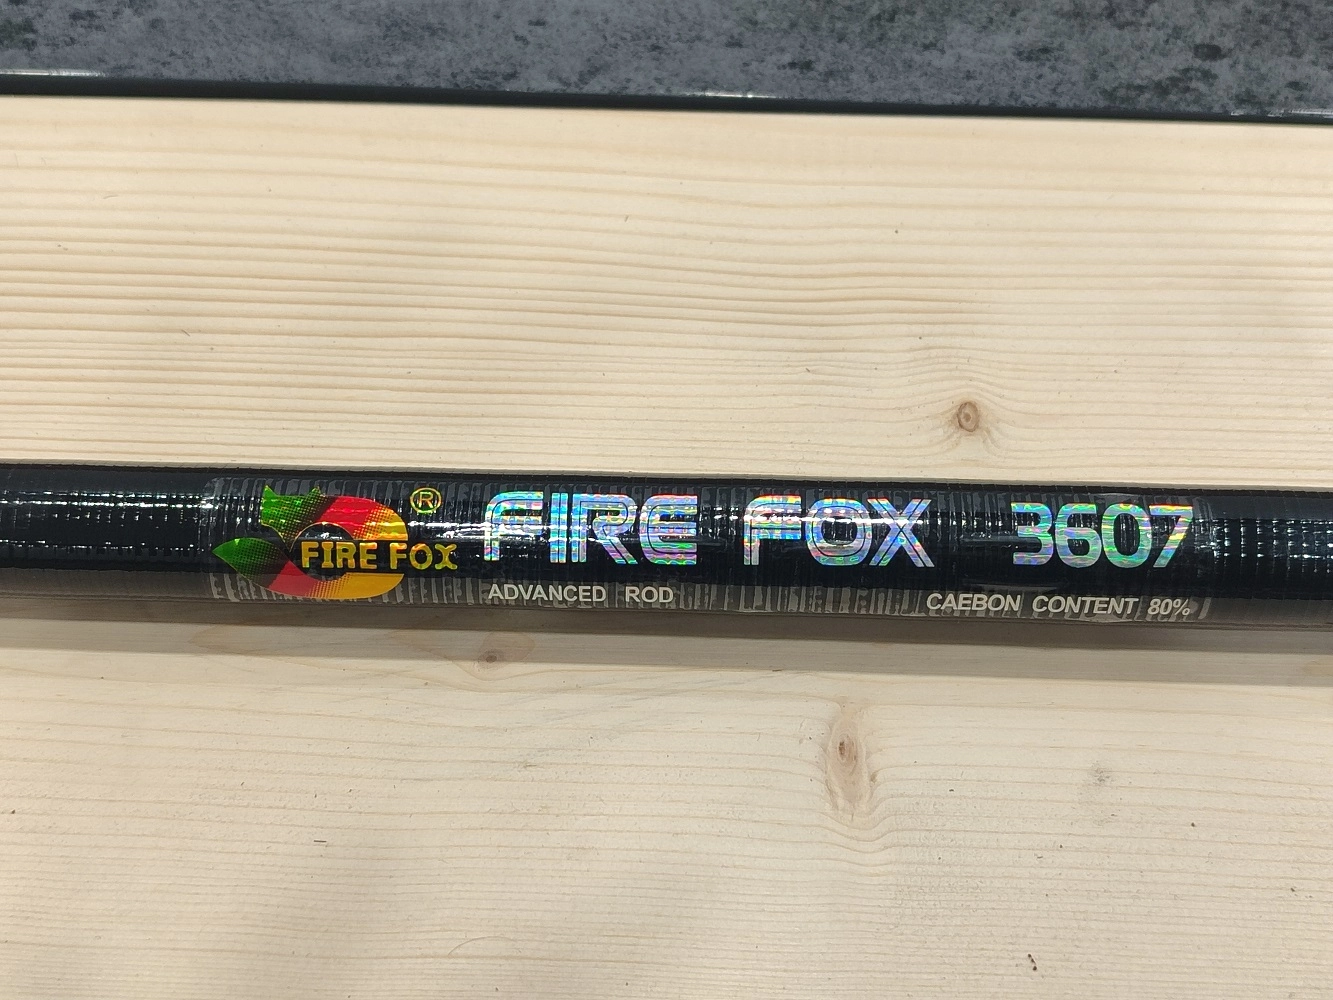 FIRE FOX ®
FIRE FOX 3607
ADVANCED ROD
CAEBON CONTENT 80%